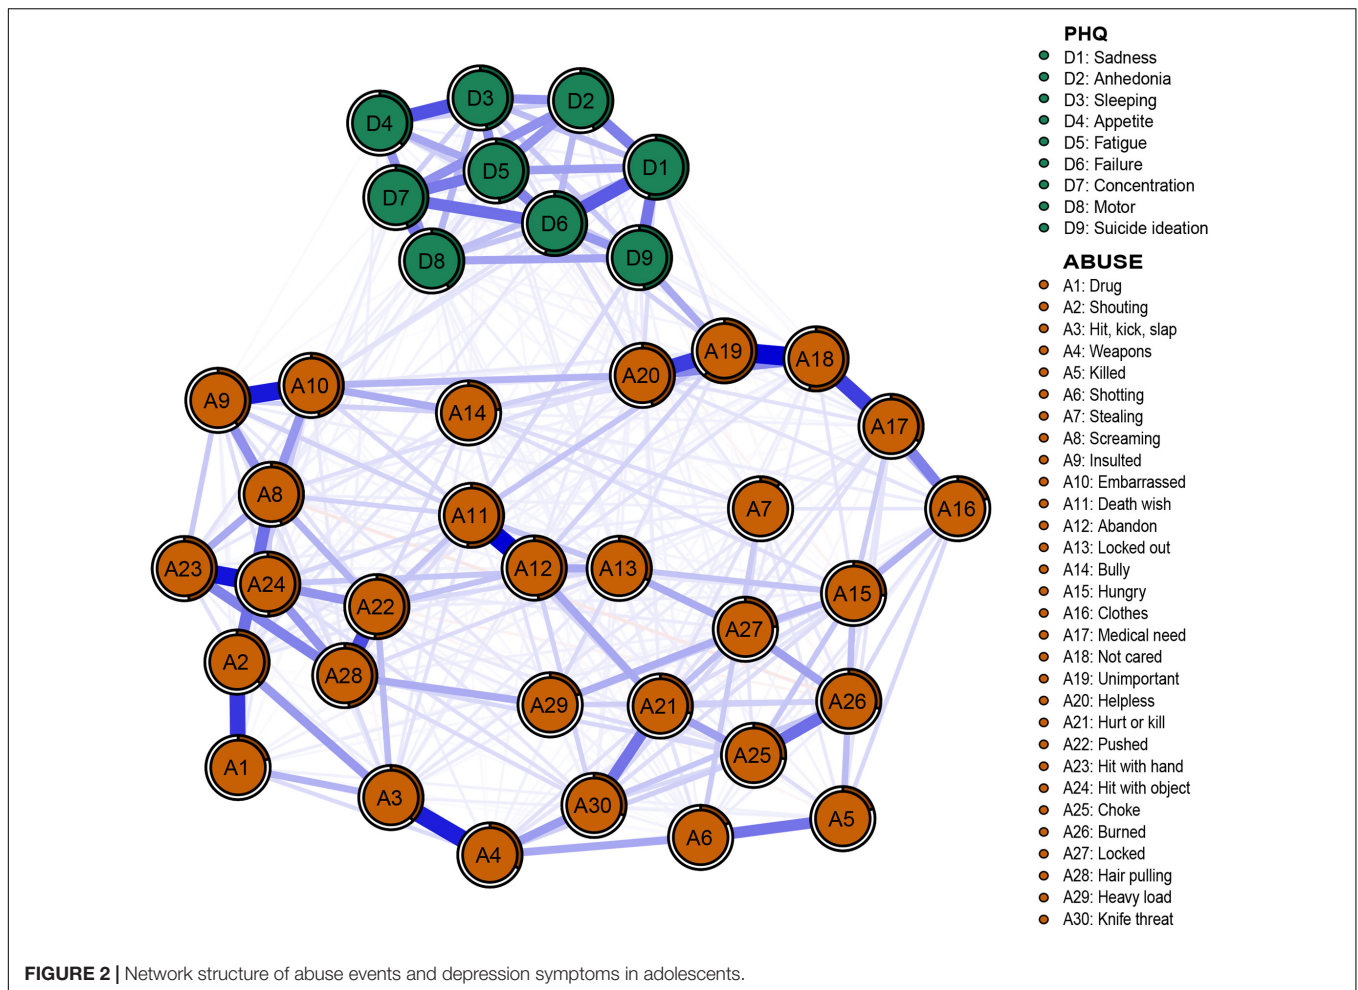 PHQ
D1: Sadness
D2: Anhedonia
D3: Sleeping
D4: Appetite
D5: Fatigue
D6: Failure
D7: Concentration
D8: Motor
D9: Suicide ideation
ABUSE
A1: Drug
A2: Shouting
A3: Hit, kick, slap
A4: Weapons
A5: Killed
A6: Shotting
A7: Stealing
A8: Screaming
A9: Insulted
A10: Embarrassed
A11: Death wish
A12: Abandon
A13: Locked out
A14: Bully
A15: Hungry
A16: Clothes
A17: Medical need
A18: Not cared
A19: Unimportant
A20: Helpless
A21: Hurt or kill
A22: Pushed
A23: Hit with hand
A24: Hit with object
A25: Choke
A26: Burned
A27: Locked
A28: Hair pulling
A29: Heavy load
A30: Knife threat
D3
D2
D4
D5
D1
D7
D6
D8
D9
A19
A18
A20
A10
A9
A14
A17
A8
A11
A7
A16
A23
A24
A12
A13
A15
A22
A27
A2
A28
A29
A21
A26
A25
A1
A3
A30
A6
A5
A4
FIGURE 2 | Network structure of abuse events and depression symptoms in adolescents.